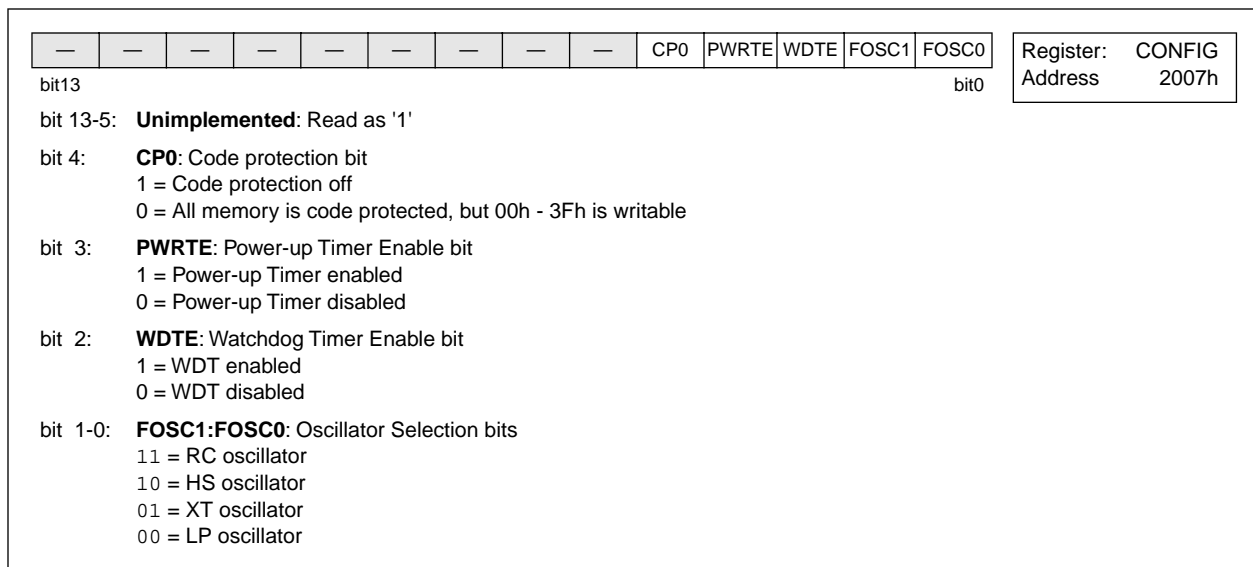 — — — — — — — — — CP0 PWRTE WDTE FOSC1 FOSC0
Register: CONFIG
Address 2007h
bit13 bit0
bit 13-5: Unimplemented: Read as '1'
bit 4: CP0: Code protection bit
1 = Code protection off
0 = All memory is code protected, but 00h - 3Fh is writable
bit 3: PWRTE: Power-up Timer Enable bit
1 = Power-up Timer enabled
0 = Power-up Timer disabled
bit 2: WDTE: Watchdog Timer Enable bit
1 = WDT enabled
0 = WDT disabled
bit 1-0: FOSC1:FOSC0: Oscillator Selection bits
11 = RC oscillator
10 = HS oscillator
01 = XT oscillator
00 = LP oscillator